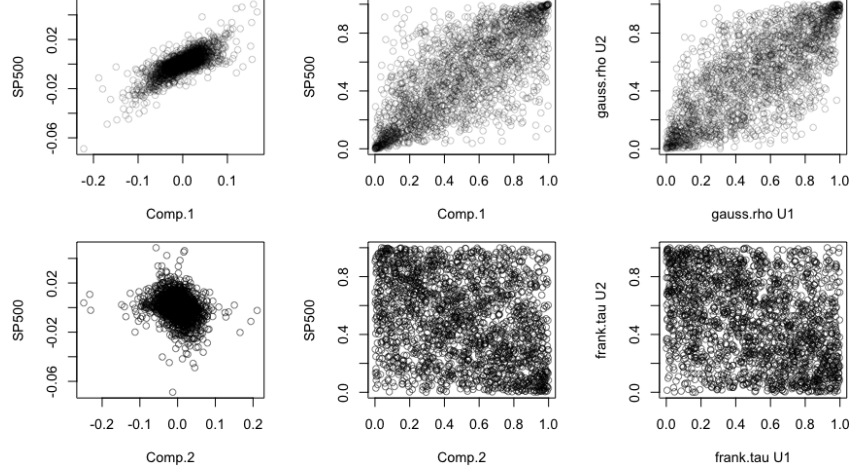 0.02
-0.02
-0.06
SP500
-0.2 -0.1 0.0 0.1
Comp.1
0.8
0.4
0.0
SP500
0.0 0.2 0.4 0.6 0.8 1.0
Comp.1
0.8
0.4
0.0
gauss.rho U2
0.0 0.2 0.4 0.6 0.8 1.0
gauss.rho U1
0.02
-0.02
-0.06
SP500
-0.2 -0.1 0.0 0.1 0.2
Comp.2
0.8
0.4
0.0
SP500
0.0 0.2 0.4 0.6 0.8 1.0
Comp.2
0.8
0.4
0.0
frank.tau U2
0.0 0.2 0.4 0.6 0.8 1.0
frank.tau U1